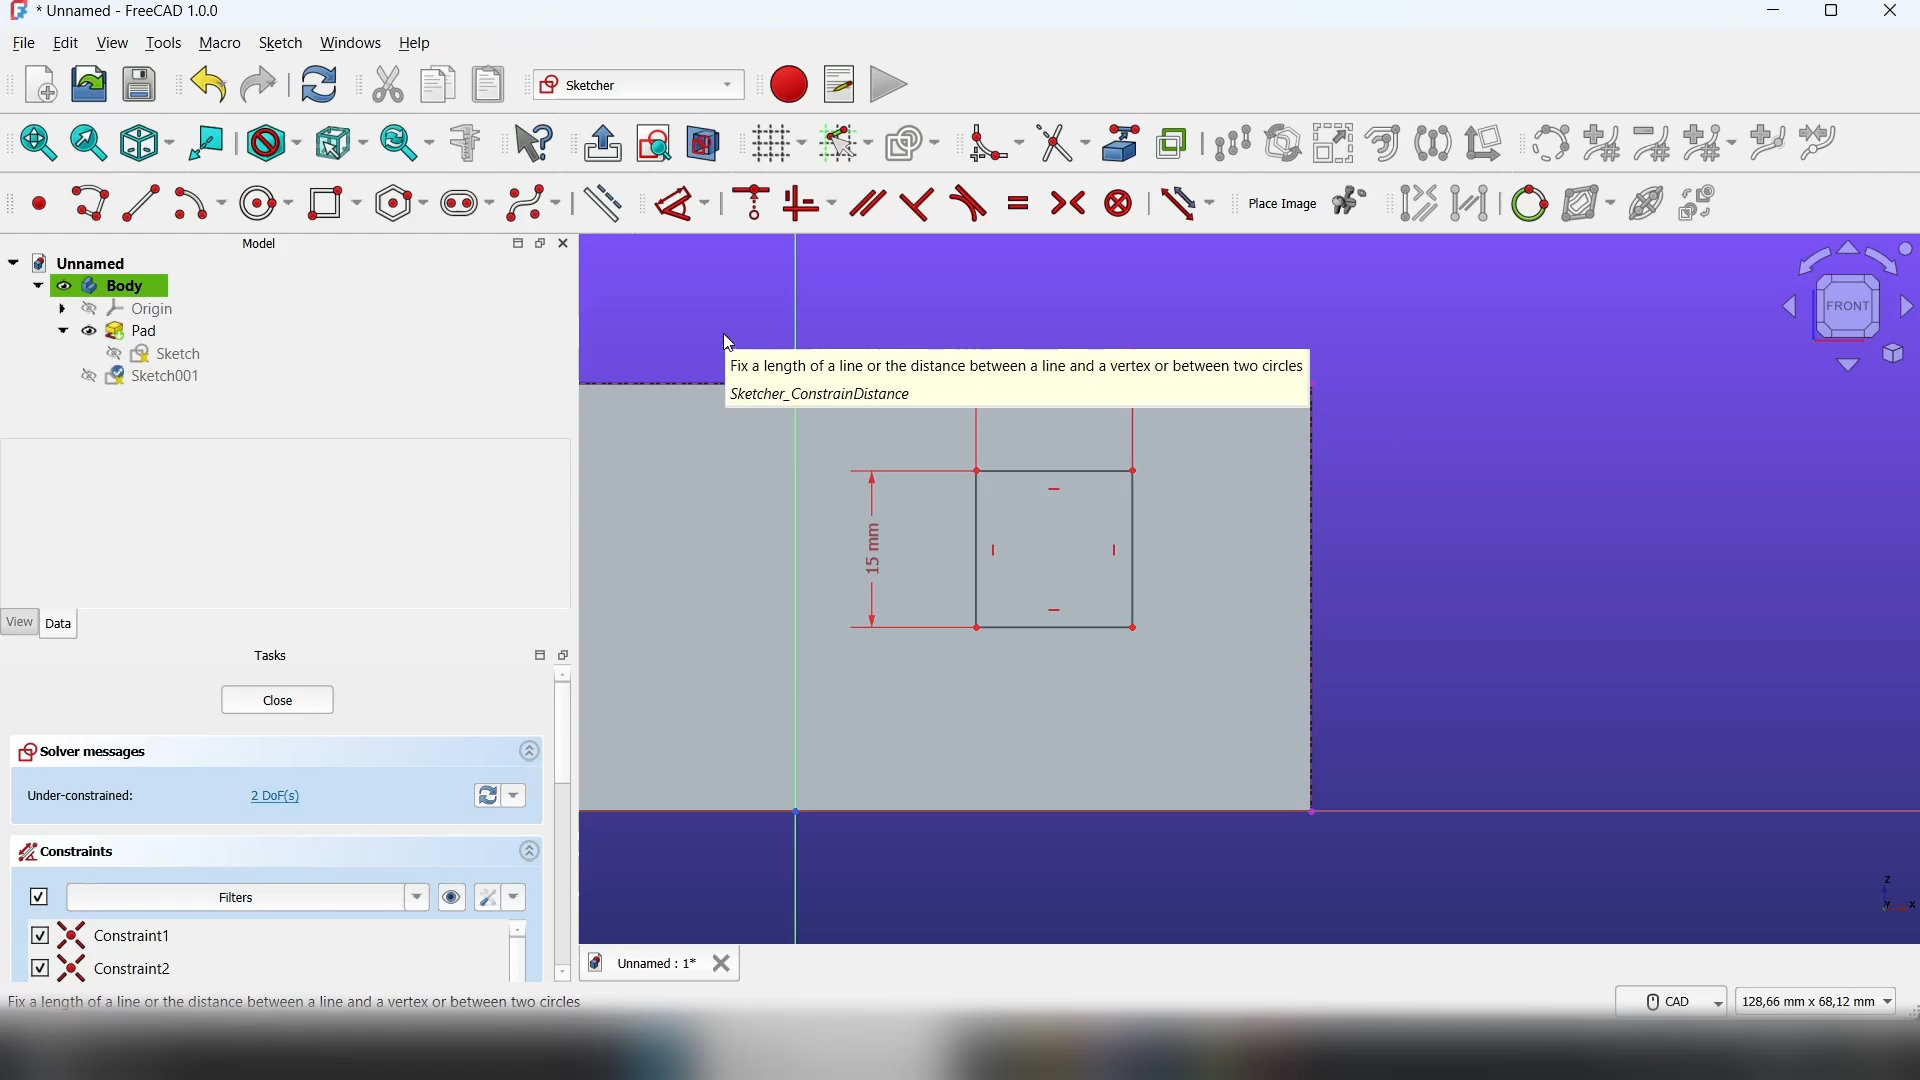 * Unnamed - FreeCAD 1.0.0
File Edit View Tools Macro Sketch Windows Help
Sketcher
Place Image
Model
Unnamed
Body
Origin
Pad
Sketch
Sketch001
FRONT
Fix a length of a line or the distance between a line and a vertex or between two circles
Sketcher_ConstrainDistance
15 mm
View Data
Tasks
Close
Solver messages
Under-constrained: 2 DoF(s)
Constraints
Filters
Constraint1
Constraint2
Z
Y X
Unnamed : 1*
Fix a length of a line or the distance between a line and a vertex or between two circles
CAD 128,66 mm x 68,12 mm